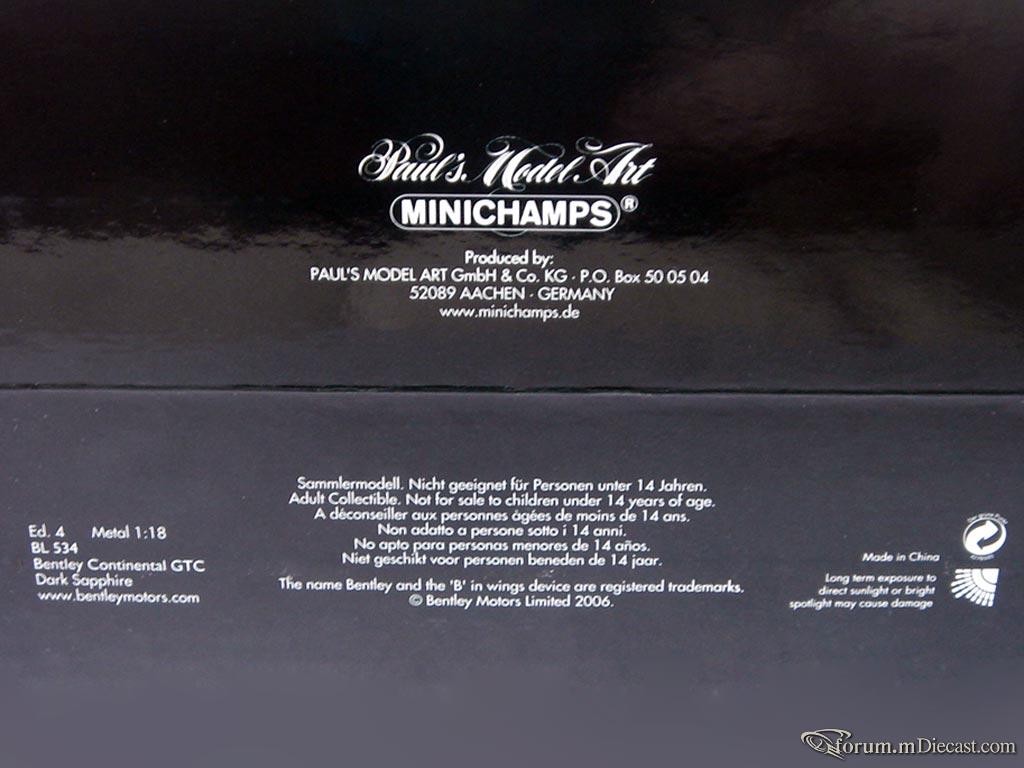 Paul's Model Art
MINICHAMPS®
Produced by:
PAUL'S MODEL ART GmbH & Co. KG · P.O. Box 50 05 04
52089 AACHEN · GERMANY
www.minichamps.de
Sammlermodell. Nicht geeignet für Personen unter 14 Jahren.
Adult Collectible. Not for sale to children under 14 years of age.
A déconseiller aux personnes âgées de moins de 14 ans.
Non adatto a persone sotto i 14 anni.
No apto para personas menores de 14 años.
Niet geschikt voor personen beneden de 14 jaar.
The name Bentley and the 'B' in wings device are registered trademarks.
© Bentley Motors Limited 2006.
Ed. 4 Metal 1:18
BL 534
Bentley Continental GTC
Dark Sapphire
www.bentleymotors.com
Der Grüne Punkt
Made in China
Long term exposure to
direct sunlight or bright
spotlight may cause damage
forum.mDiecast.com